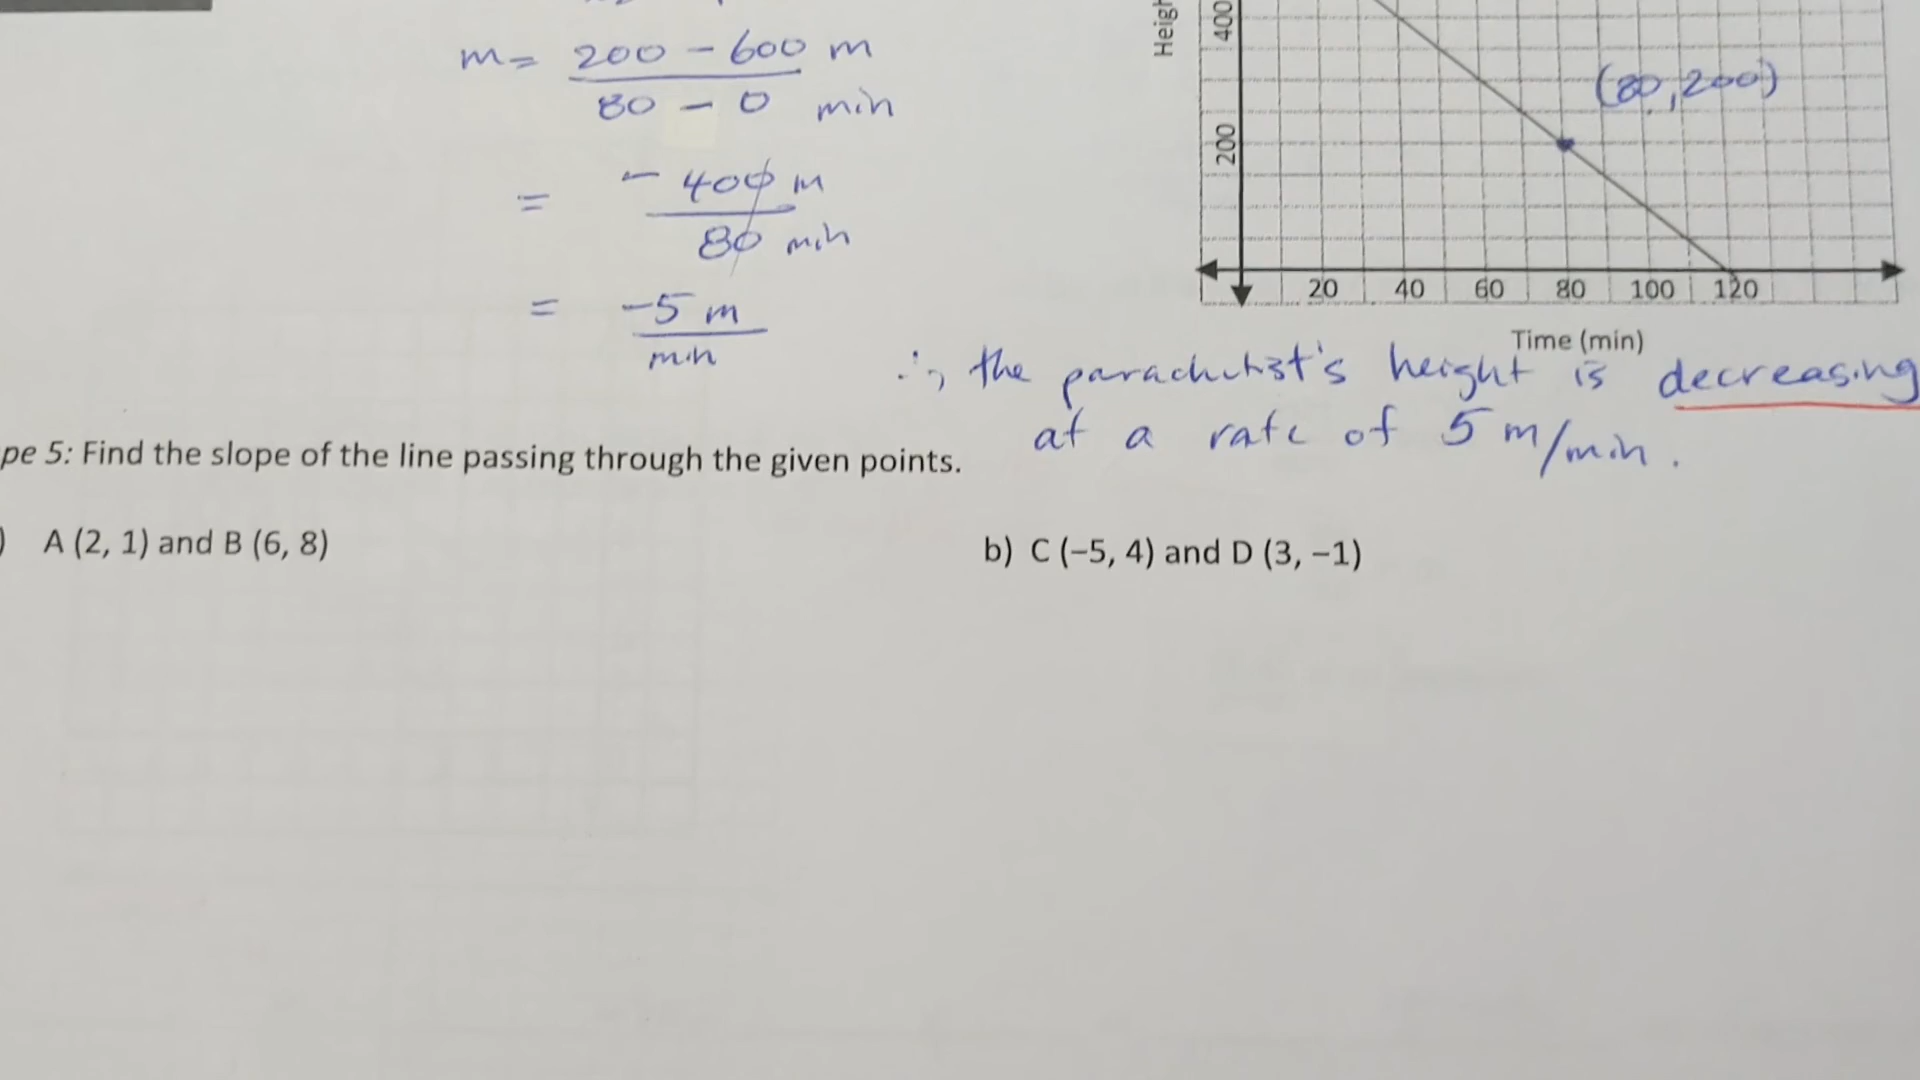 m = 200 - 600 m
80 - 0 min
= - 400 m
80 min
= -5 m
min
Heigh
400
200
(80, 200)
20 40 60 80 100 120
Time (min)
∴, the parachutist's height is decreasing
at a rate of 5 m/min.
pe 5: Find the slope of the line passing through the given points.
) A (2, 1) and B (6, 8)
b) C (−5, 4) and D (3, −1)